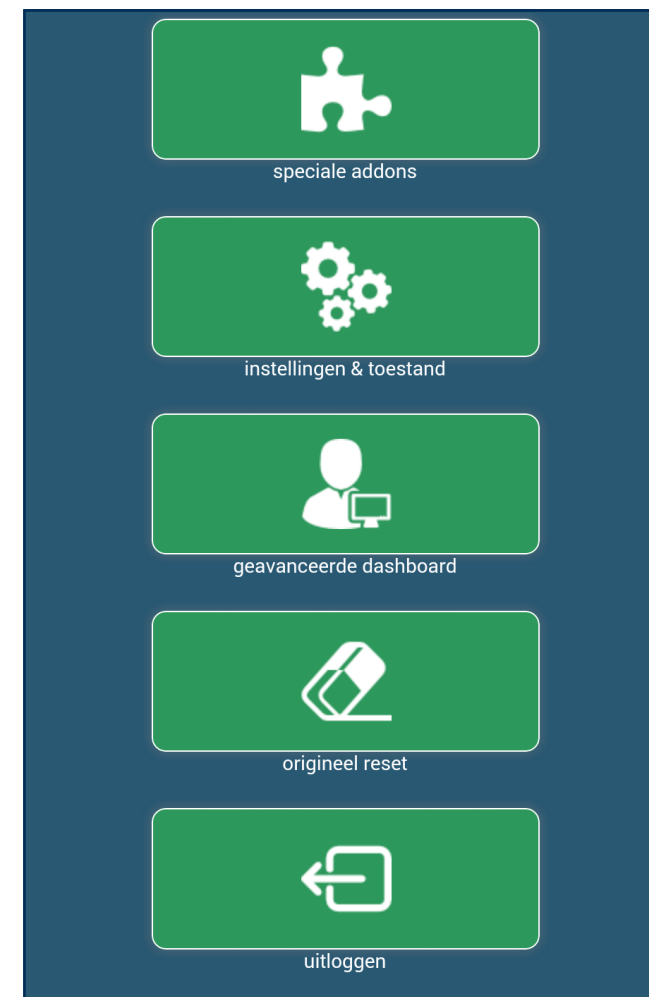 speciale addons
instellingen & toestand
geavanceerde dashboard
origineel reset
uitloggen